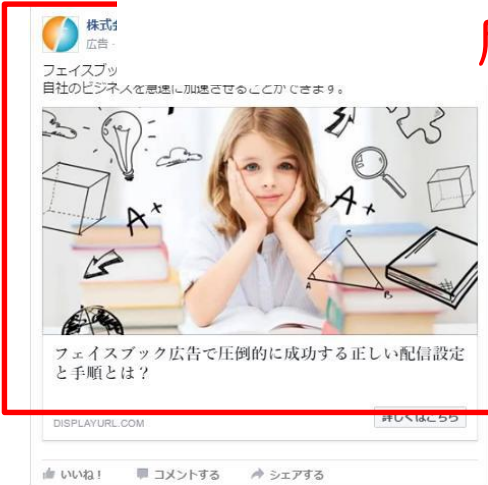 株式
広告 ·
フェイスブッ
自社のビジネスを急速に加速させることができます。
A+
A+
C
A
B
フェイスブック広告で圧倒的に成功する正しい配信設定
と手順とは？
詳しくはこちら
DISPLAYURL.COM
いいね！ コメントする シェアする